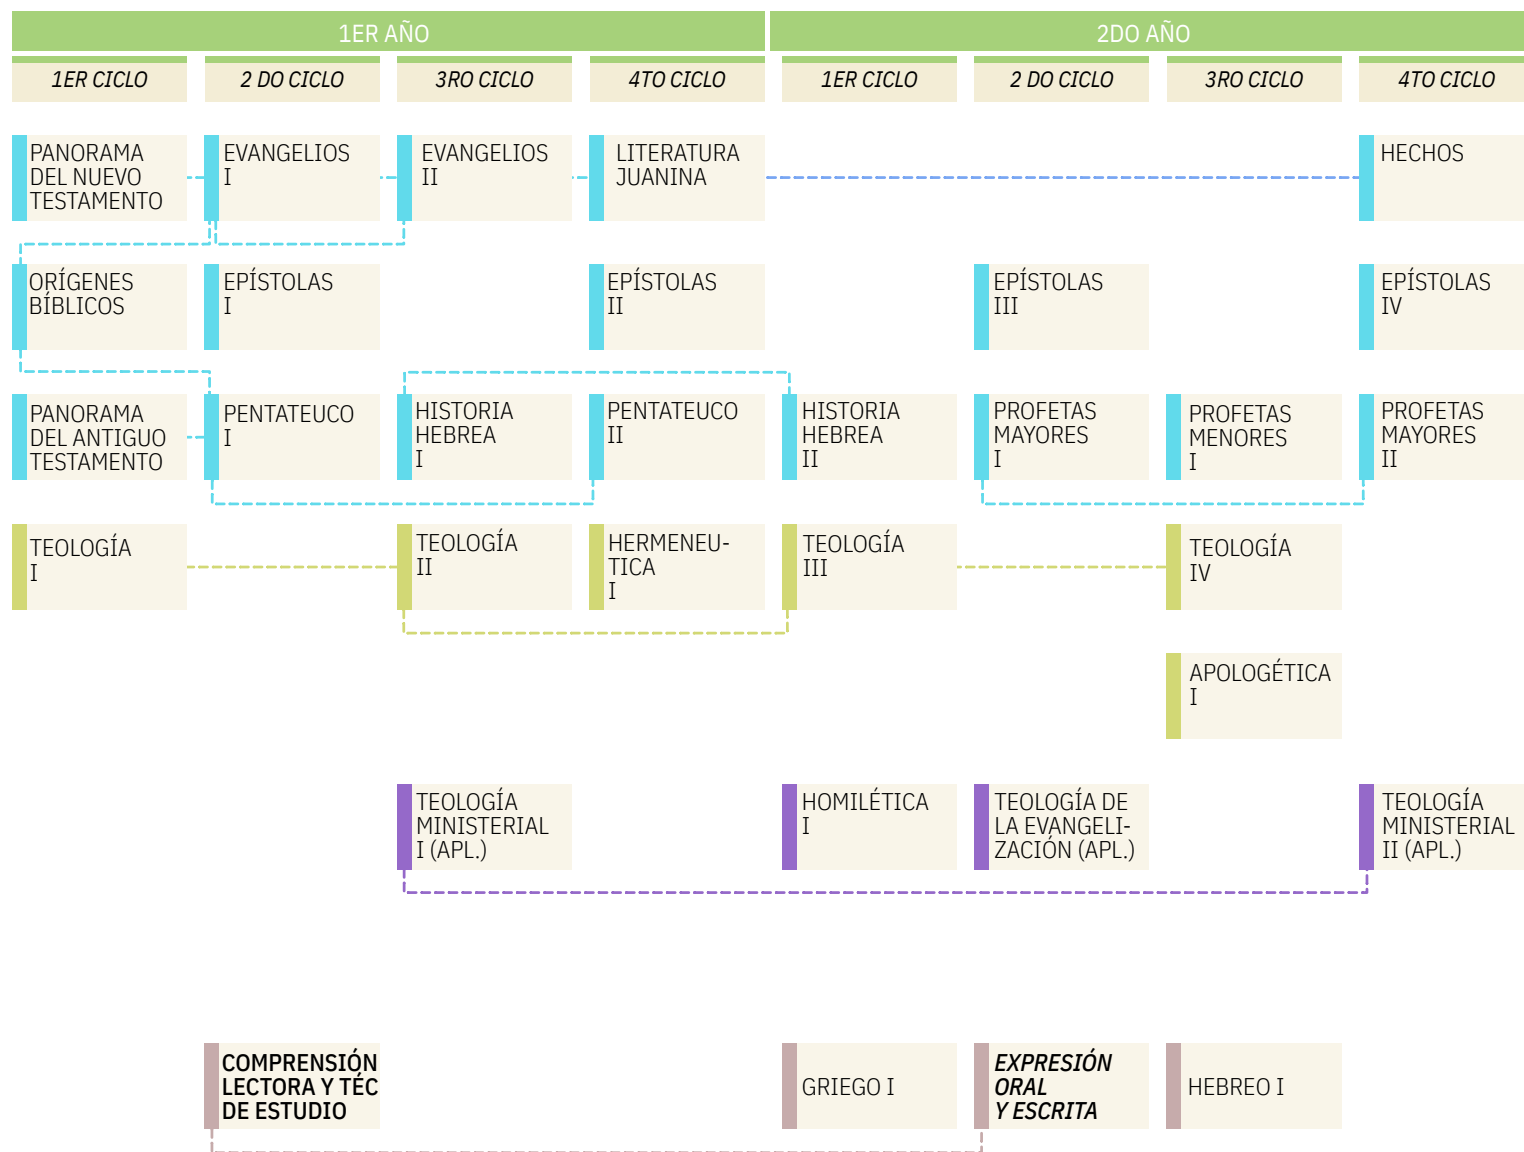 1ER AÑO
2DO AÑO
1ER CICLO
2 DO CICLO
3RO CICLO
4TO CICLO
1ER CICLO
2 DO CICLO
3RO CICLO
4TO CICLO
PANORAMA
DEL NUEVO
TESTAMENTO
EVANGELIOS
I
EVANGELIOS
II
LITERATURA
JUANINA
HECHOS
ORÍGENES
BÍBLICOS
EPÍSTOLAS
I
EPÍSTOLAS
II
EPÍSTOLAS
III
EPÍSTOLAS
IV
PANORAMA
DEL ANTIGUO
TESTAMENTO
PENTATEUCO
I
HISTORIA
HEBREA
I
PENTATEUCO
II
HISTORIA
HEBREA
II
PROFETAS
MAYORES
I
PROFETAS
MENORES
I
PROFETAS
MAYORES
II
TEOLOGÍA
I
TEOLOGÍA
II
HERMENEU-
TICA
I
TEOLOGÍA
III
TEOLOGÍA
IV
APOLOGÉTICA
I
TEOLOGÍA
MINISTERIAL
I (APL.)
HOMILÉTICA
I
TEOLOGÍA DE
LA EVANGELI-
ZACIÓN (APL.)
TEOLOGÍA
MINISTERIAL
II (APL.)
COMPRENSIÓN
LECTORA Y TÉC
DE ESTUDIO
GRIEGO I
EXPRESIÓN
ORAL
Y ESCRITA
HEBREO I